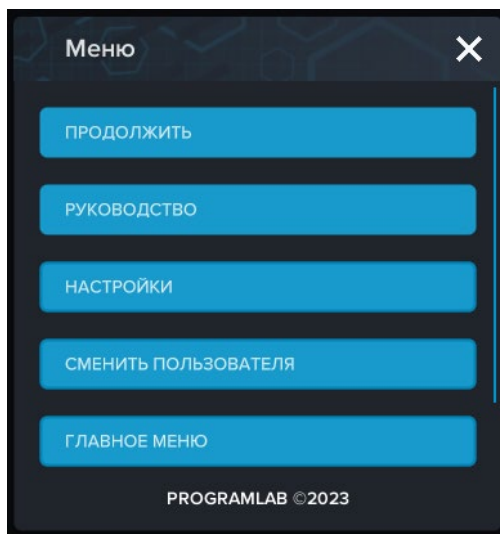 Меню
ПРОДОЛЖИТЬ
РУКОВОДСТВО
НАСТРОЙКИ
СМЕНИТЬ ПОЛЬЗОВАТЕЛЯ
ГЛАВНОЕ МЕНЮ
PROGRAMLAB ©2023